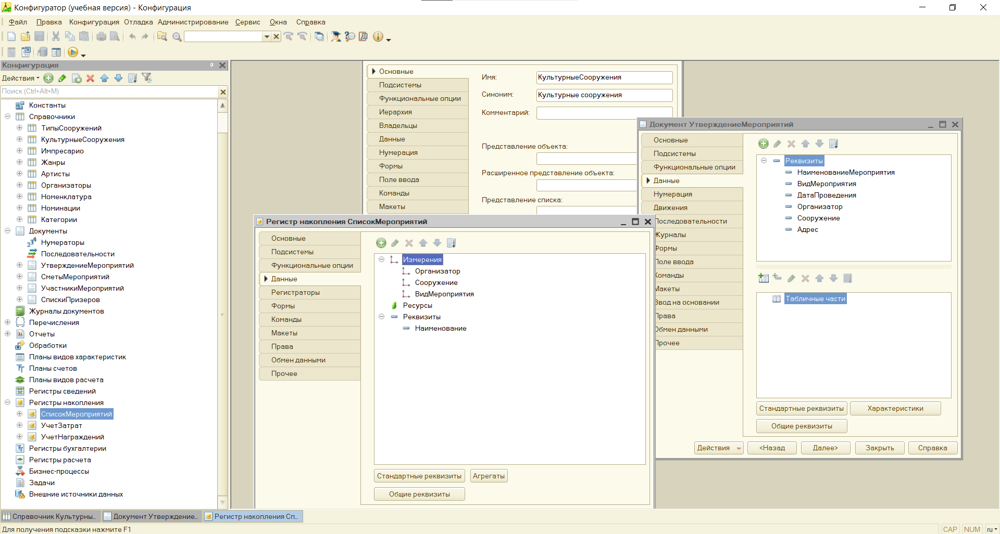 Конфигуратор (учебная версия) - Конфигурация
Файл Правка Конфигурация Отладка Администрирование Сервис Окна Справка
Конфигурация
Действия
Поиск (Ctrl+Alt+M)
Константы
Справочники
ТипыСооружений
КультурныеСооружения
Импресарио
Жанры
Артисты
Организаторы
Номенклатура
Номинации
Категории
Документы
Нумераторы
Последовательности
УтверждениеМероприятий
СметыМероприятий
УчастникиМероприятий
СпискиПризеров
Журналы документов
Перечисления
Отчеты
Обработки
Планы видов характеристик
Планы счетов
Планы видов расчета
Регистры сведений
Регистры накопления
СписокМероприятий
УчетЗатрат
УчетНаграждений
Регистры бухгалтерии
Регистры расчета
Бизнес-процессы
Задачи
Внешние источники данных
Основные
Подсистемы
Функциональные опции
Иерархия
Владельцы
Данные
Нумерация
Формы
Поле ввода
Команды
Макеты
Имя: КультурныеСооружения
Синоним: Культурные сооружения
Комментарий:
Представление объекта:
Расширенное представление объекта:
Представление списка:
Документ УтверждениеМероприятий
Основные
Подсистемы
Функциональные опции
Данные
Нумерация
Движения
Последовательности
Журналы
Формы
Поле ввода
Команды
Макеты
Ввод на основании
Права
Обмен данными
Прочее
Реквизиты
НаименованиеМероприятия
ВидМероприятия
ДатаПроведения
Организатор
Сооружение
Адрес
Табличные части
Стандартные реквизиты Характеристики
Общие реквизиты
Действия <Назад Далее> Закрыть Справка
Регистр накопления СписокМероприятий
Основные
Подсистемы
Функциональные опции
Данные
Регистраторы
Формы
Команды
Макеты
Права
Обмен данными
Прочее
Измерения
Организатор
Сооружение
ВидМероприятия
Ресурсы
Реквизиты
Наименование
Стандартные реквизиты Агрегаты
Общие реквизиты
Справочник Культурны... Документ Утверждение... Регистр накопления Сп...
Для получения подсказки нажмите F1
CAP NUM ru